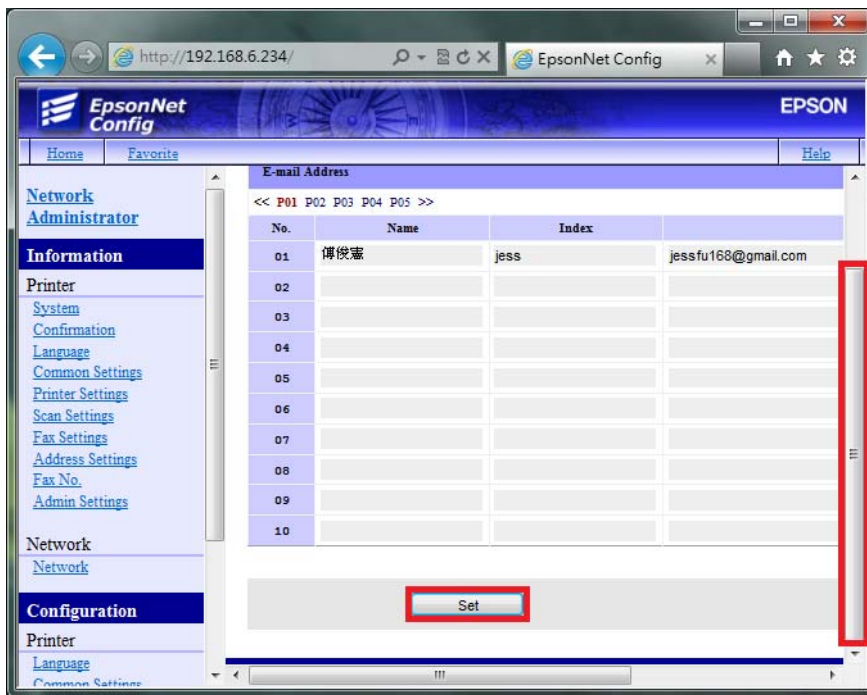 http://192.168.6.234/
EpsonNet Config
EpsonNet
Config
EPSON
Home Favorite Help
Network
Administrator
Information
Printer
System
Confirmation
Language
Common Settings
Printer Settings
Scan Settings
Fax Settings
Address Settings
Fax No.
Admin Settings
Network
Network
Configuration
Printer
Language
Common Settings
E-mail Address
<< P01 P02 P03 P04 P05 >>
No. Name Index
01 傅俊憲 jess jessfu168@gmail.com
02
03
04
05
06
07
08
09
10
Set